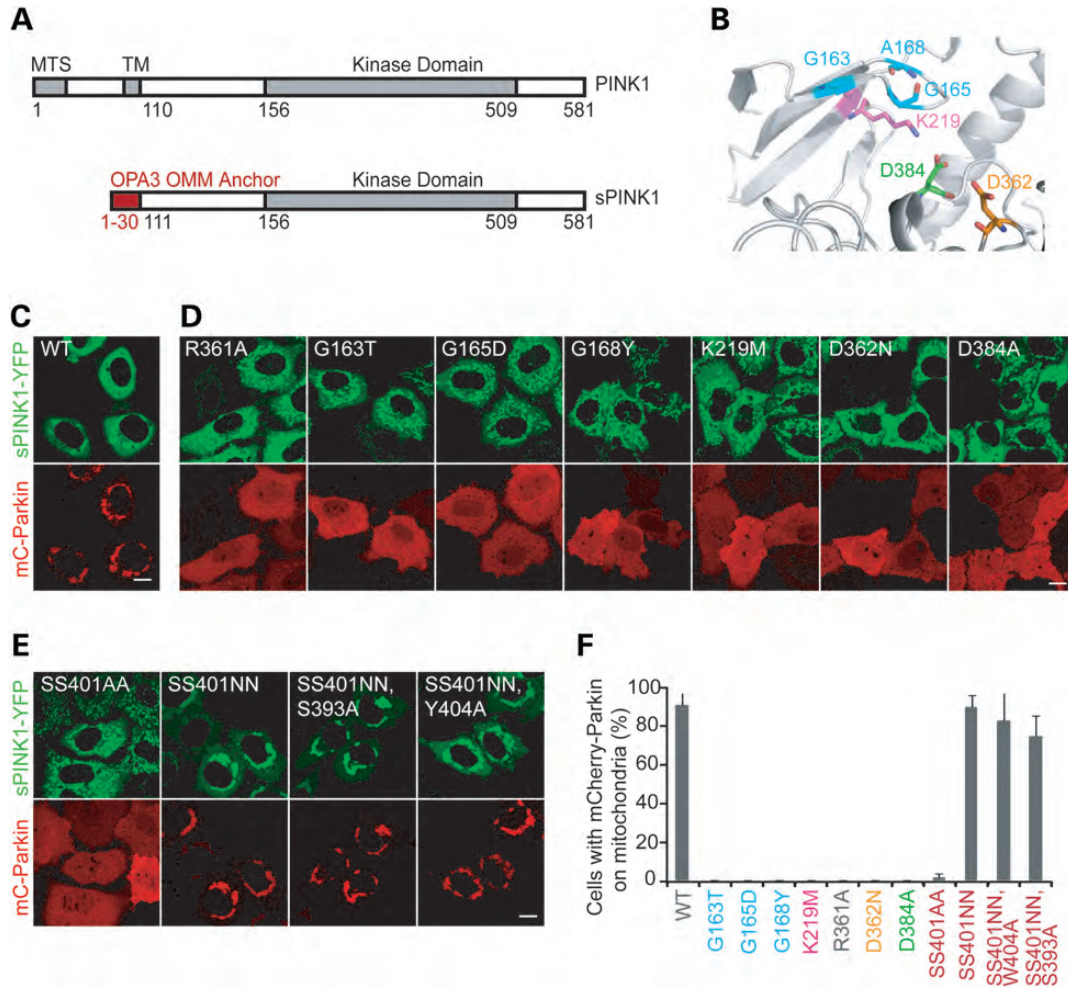 A
MTS TM Kinase Domain PINK1
1 110 156 509 581
OPA3 OMM Anchor Kinase Domain sPINK1
1-30 111 156 509 581
B
G163 A168
G165
K219
D384 D362
C
WT
sPINK1-YFP
mC-Parkin
D
R361A G163T G165D G168Y K219M D362N D384A
E
SS401AA SS401NN SS401NN, SS401NN,
S393A Y404A
sPINK1-YFP
mC-Parkin
F
Cells with mCherry-Parkin
on mitochondria (%)
100
80
60
40
20
0
WT
G163T
G165D
G168Y
K219M
R361A
D362N
D384A
SS401AA
SS401NN
SS401NN,
W404A
SS401NN,
S393A